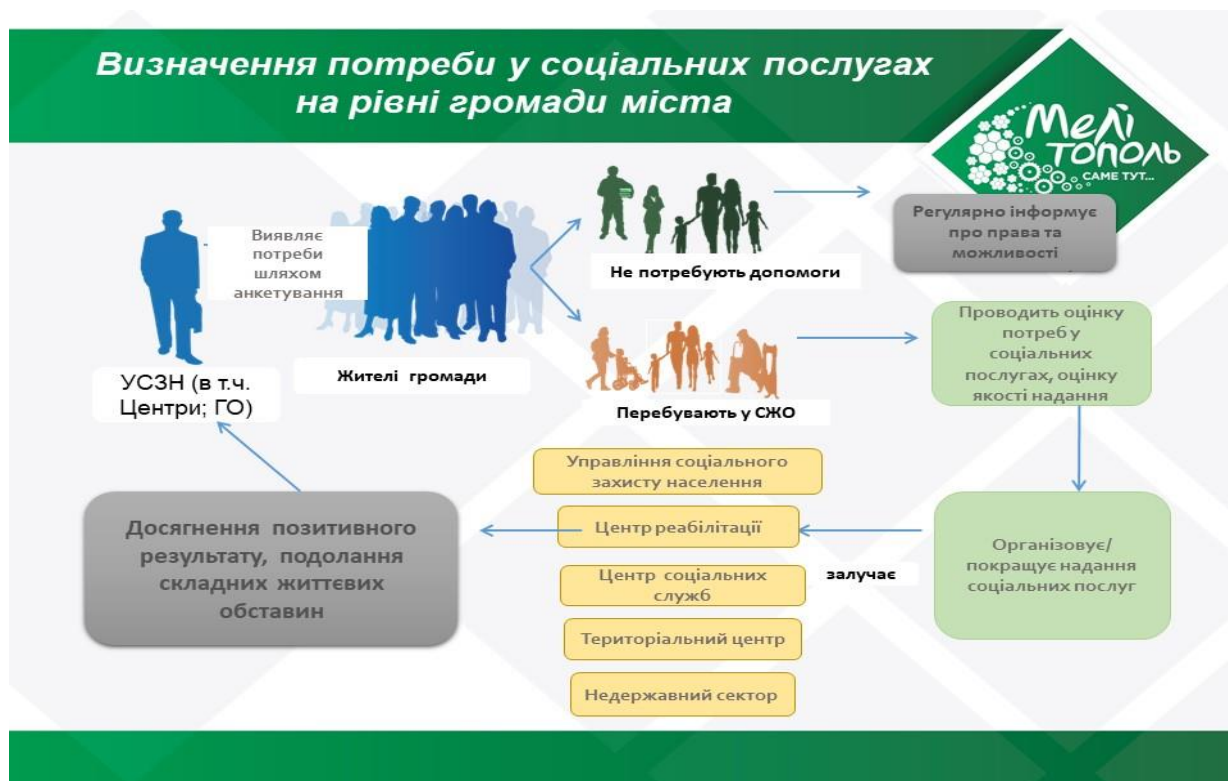 Визначення потреби у соціальних послугах
на рівні громади міста
Мелі
тополь
САМЕ ТУТ...
Виявляє
потреби
шляхом
анкетування
Не потребують допомоги
Регулярно інформує
про права та
можливості
УСЗН (в т.ч.
Центри; ГО)
Жителі громади
Перебувають у СЖО
Проводить оцінку
потреб у
соціальних
послугах, оцінку
якості надання
Управління соціального
захисту населення
Центр реабілітації
Центр соціальних
служб
Територіальний центр
Недержавний сектор
залучає
Організовує/
покращує надання
соціальних послуг
Досягнення позитивного
результату, подолання
складних життєвих
обставин